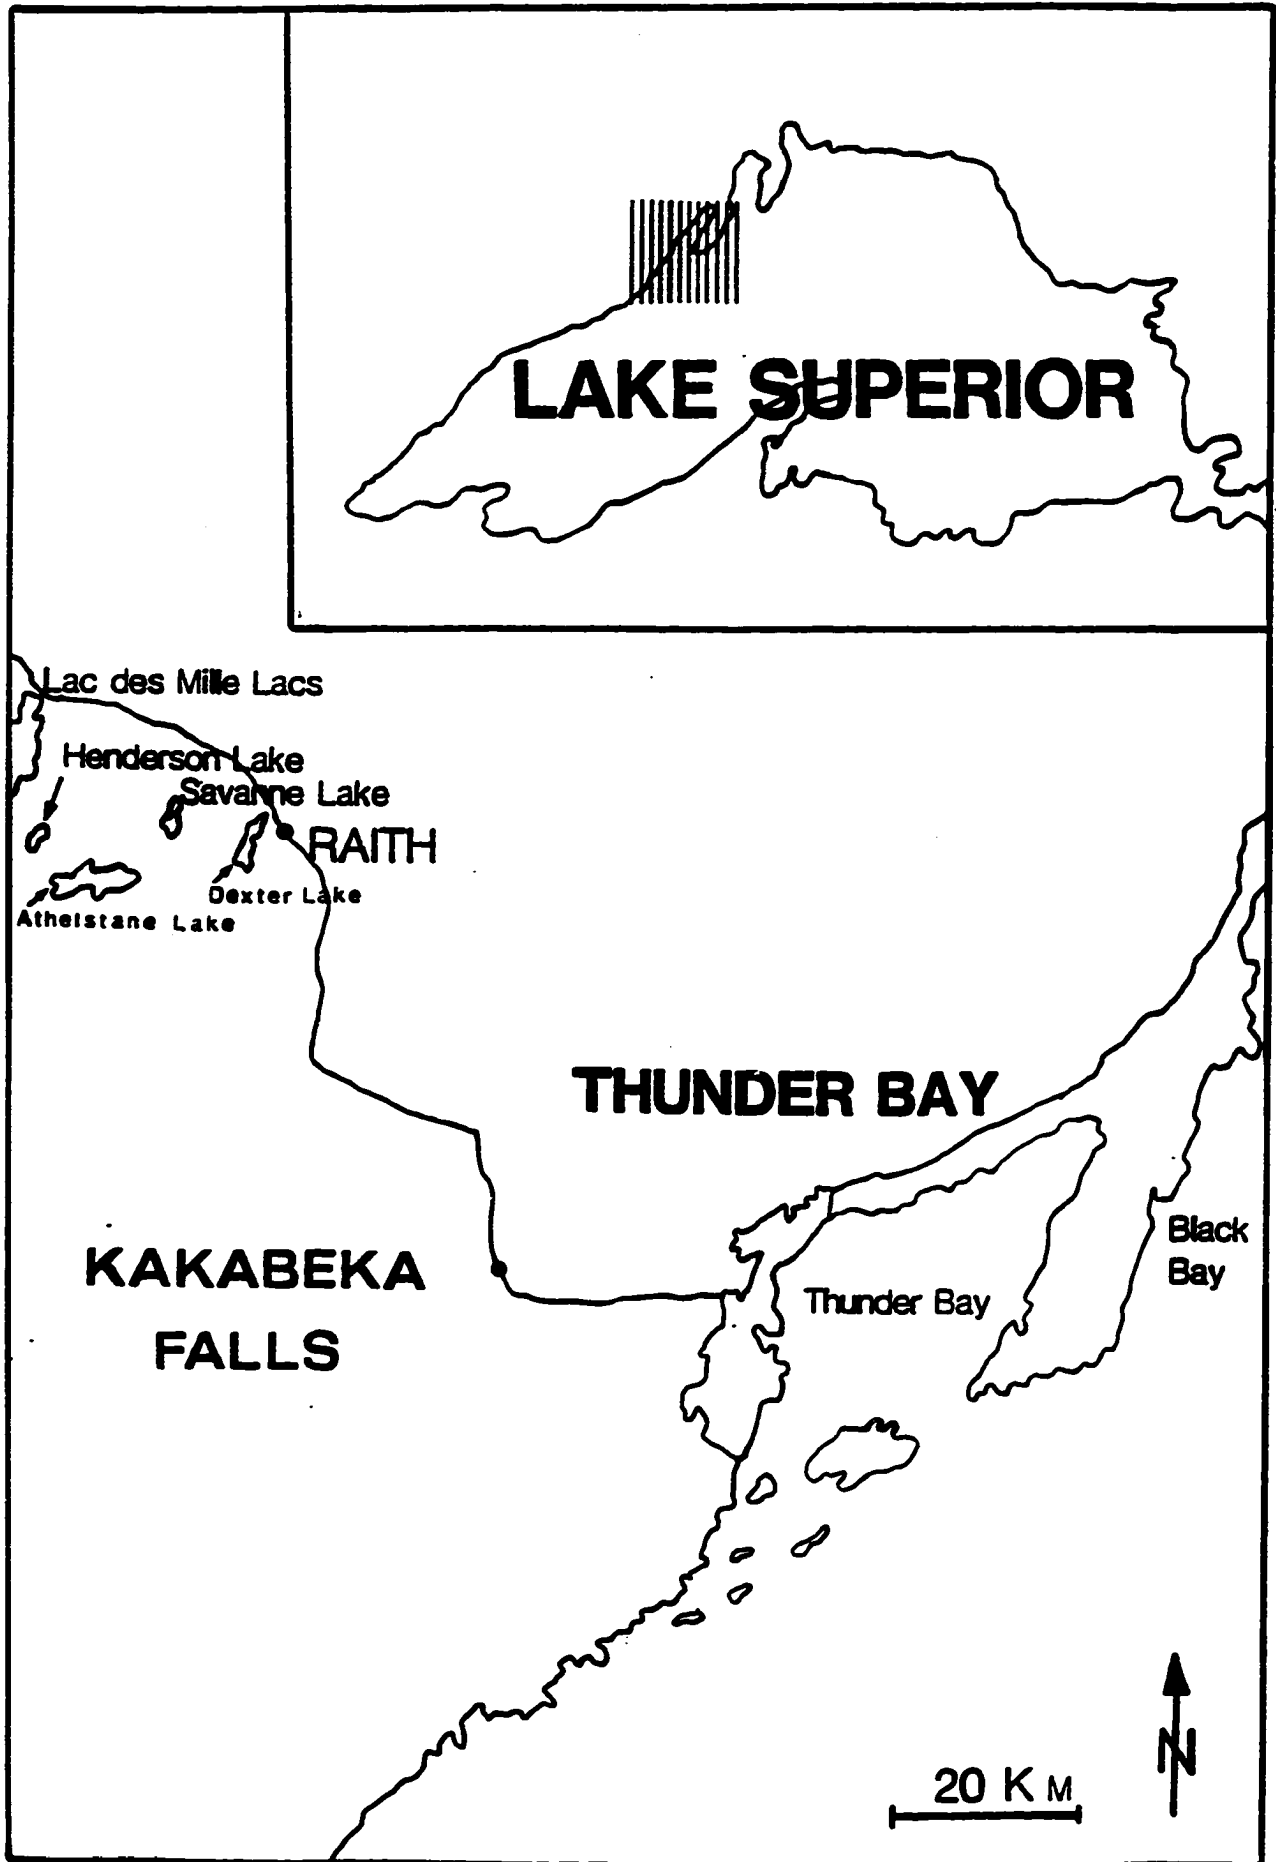 LAKE SUPERIOR
Lac des Mille Lacs
Henderson Lake
Savanne Lake
RAITH
Dexter Lake
Athelstane Lake
THUNDER BAY
Black
Bay
KAKABEKA
FALLS
Thunder Bay
N
20 KM